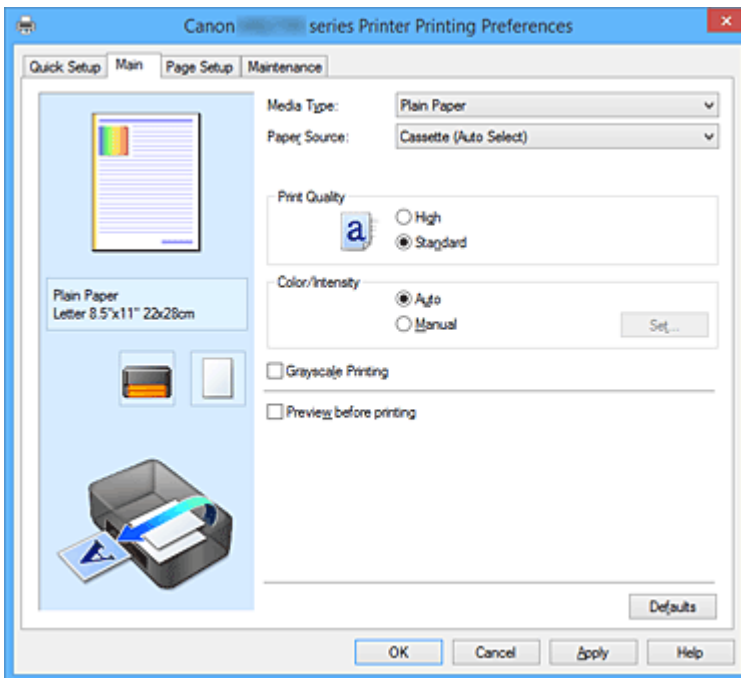 Canon series Printer Printing Preferences
Quick Setup Main Page Setup Maintenance
Media Type: Plain Paper
Paper Source: Cassette (Auto Select)
Print Quality
a High
Standard
Color/Intensity
Auto
Manual Set...
Plain Paper
Letter 8.5"x11" 22x28cm
Grayscale Printing
Preview before printing
A
Defaults
OK Cancel Apply Help